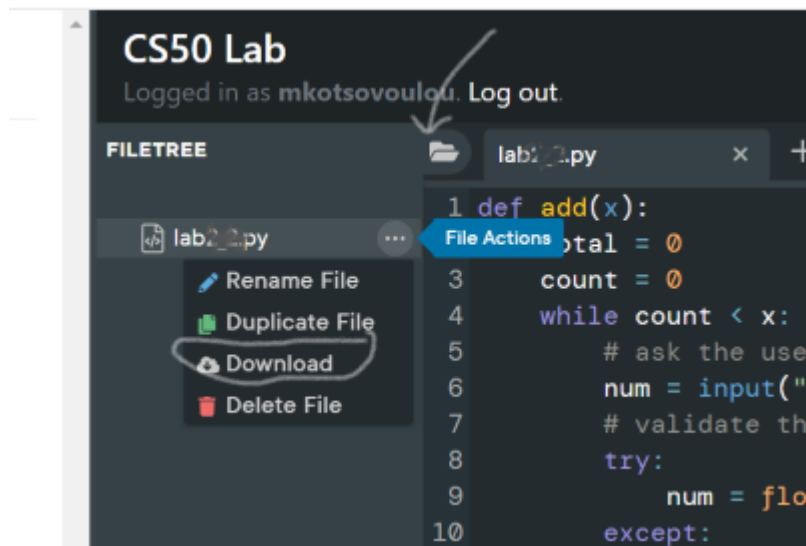 CS50 Lab
Logged in as mkotsovoulou. Log out.
FILETREE
.py
.py
File Actions
Rename File
Duplicate File
Download
Delete File
1 def add(x):
total = 0
3 count = 0
4 while count < x:
5 # ask the use
6 num = input("
7 # validate th
8 try:
9 num = flo
10 except: